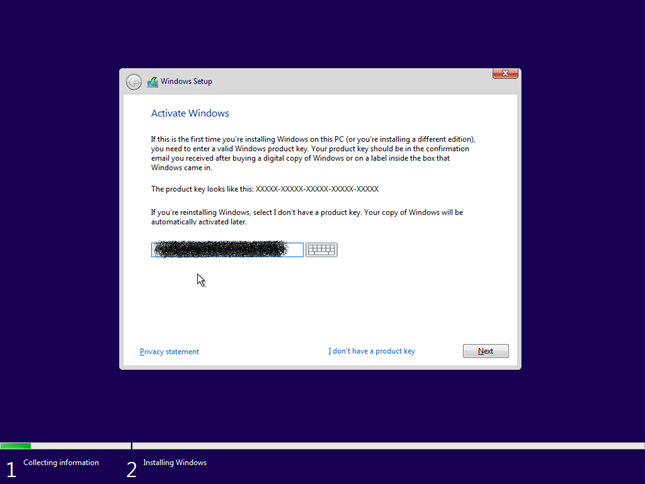 Windows Setup
Activate Windows
If this is the first time you're installing Windows on this PC (or you're installing a different edition),
you need to enter a valid Windows product key. Your product key should be in the confirmation
email you received after buying a digital copy of Windows or on a label inside the box that
Windows came in.
The product key looks like this: XXXXX-XXXXX-XXXXX-XXXXX-XXXXX
If you're reinstalling Windows, select I don't have a product key. Your copy of Windows will be
automatically activated later.
Privacy statement
I don't have a product key
Next
1 Collecting information
2 Installing Windows